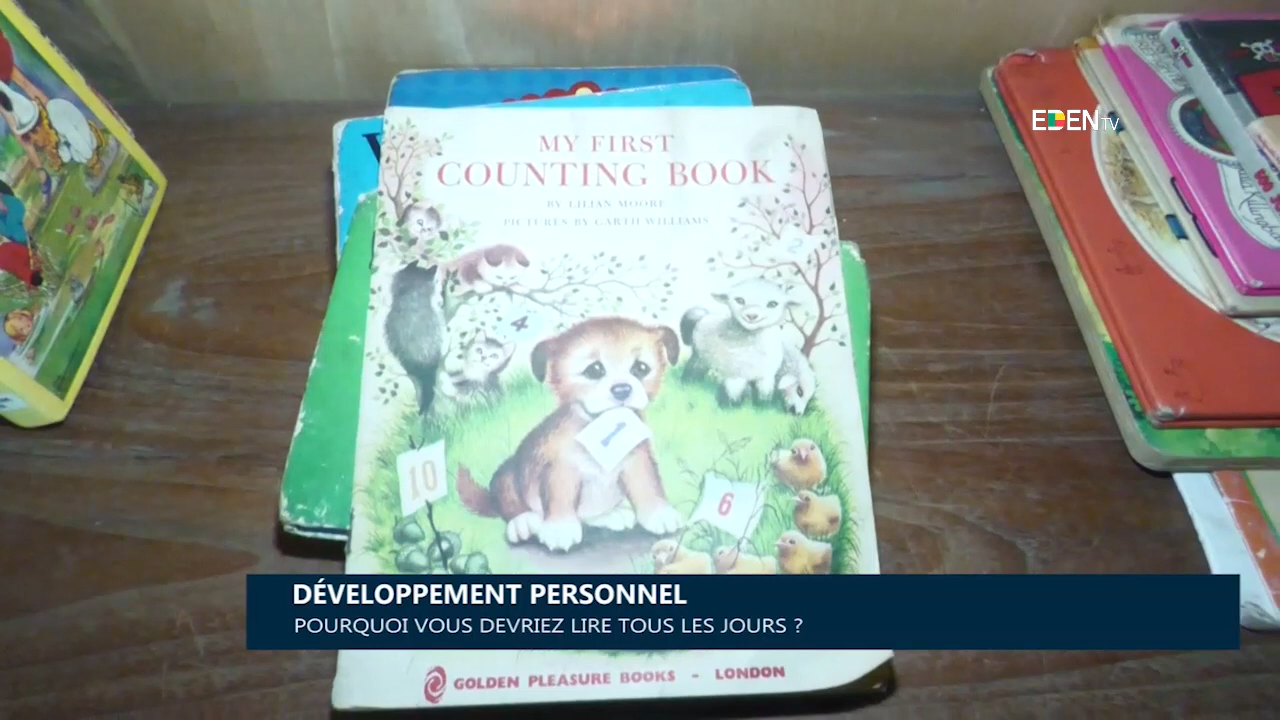 MY FIRST
COUNTING BOOK
BY LILIAN MOORE
PICTURES BY GARTH WILLIAMS
EDEN TV
2
4
1
10
6
DÉVELOPPEMENT PERSONNEL
POURQUOI VOUS DEVRIEZ LIRE TOUS LES JOURS ?
GOLDEN PLEASURE BOOKS - LONDON